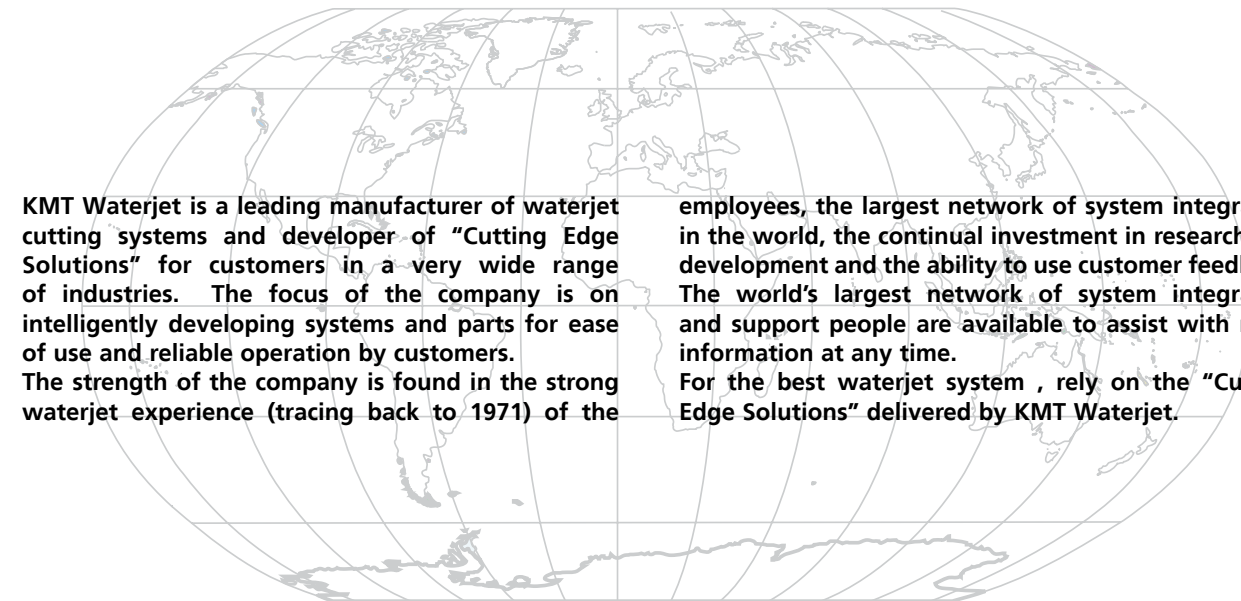 KMT Waterjet is a leading manufacturer of waterjet
cutting systems and developer of “Cutting Edge
Solutions” for customers in a very wide range
of industries. The focus of the company is on
intelligently developing systems and parts for ease
of use and reliable operation by customers.
The strength of the company is found in the strong
waterjet experience (tracing back to 1971) of the
employees, the largest network of system
in the world, the continual investment in research
development and the ability to use customer
The world’s largest network of system
and support people are available to assist with
information at any time.
For the best waterjet system , rely on the
Edge Solutions” delivered by KMT Waterjet.